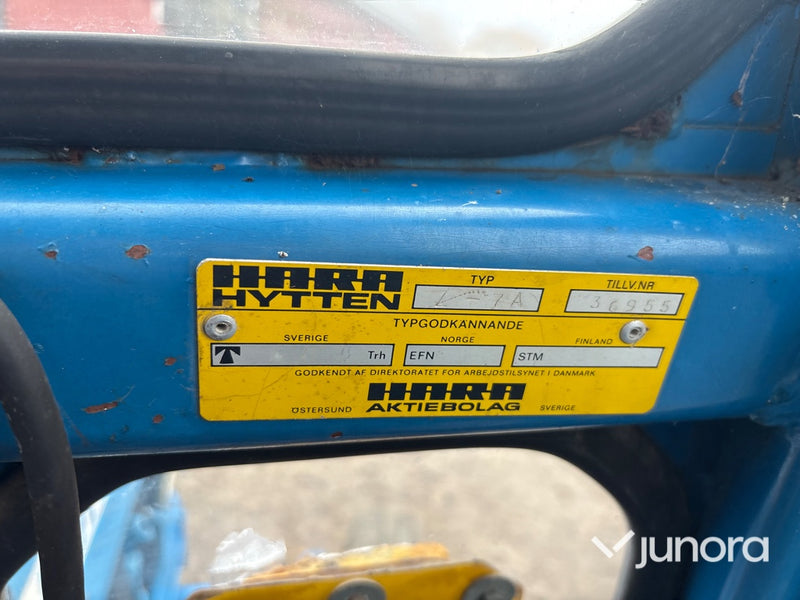 HARA HYTTEN
TYP
TILLV.NR
36955
TYPGODKANNANDE
SVERIGE
NORGE
FINLAND
T
Trh
EFN
STM
GODKENDT AF DIREKTORATET FOR ARBEJDSTILSYNET I DANMARK
HARA
ÖSTERSUND AKTIEBOLAG SVERIGE
junora